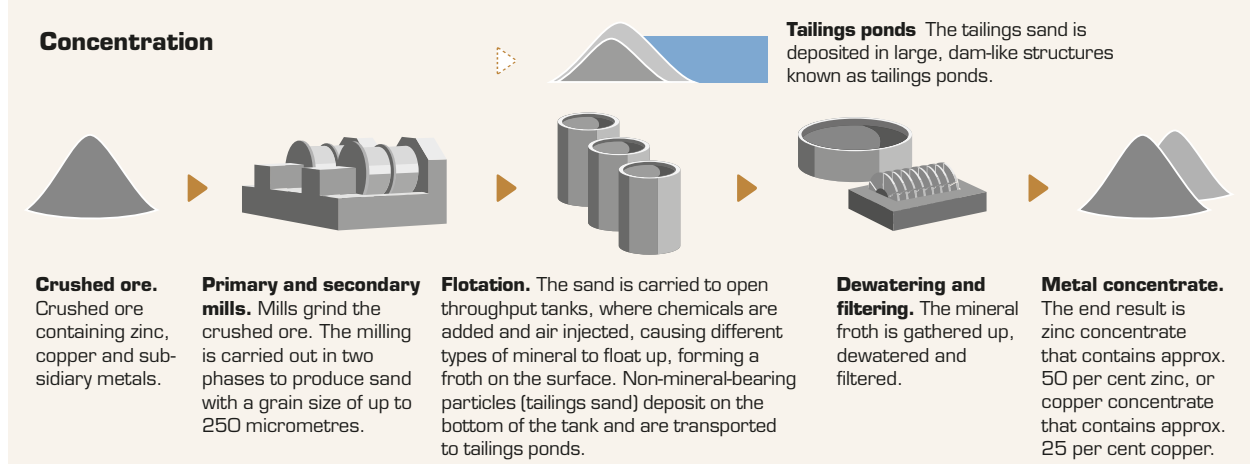 Concentration
Tailings ponds The tailings sand is
deposited in large, dam-like structures
known as tailings ponds.
Crushed ore.
Crushed ore
containing zinc,
copper and sub-
sidiary metals.
Primary and secondary
mills. Mills grind the
crushed ore. The milling
is carried out in two
phases to produce sand
with a grain size of up to
250 micrometres.
Flotation. The sand is carried to open
throughput tanks, where chemicals are
added and air injected, causing different
types of mineral to float up, forming a
froth on the surface. Non-mineral-bearing
particles (tailings sand) deposit on the
bottom of the tank and are transported
to tailings ponds.
Dewatering and
filtering. The mineral
froth is gathered up,
dewatered and
filtered.
Metal concentrate.
The end result is
zinc concentrate
that contains approx.
50 per cent zinc, or
copper concentrate
that contains approx.
25 per cent copper.